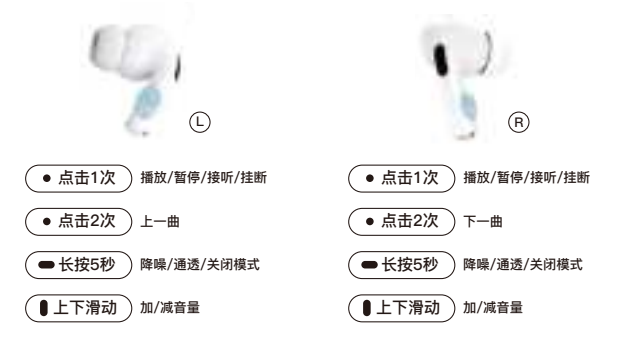 L
R
点击1次 播放/暂停/接听/挂断
点击2次 上一曲
长按5秒 降噪/通透/关闭模式
上下滑动 加/减音量
点击1次 播放/暂停/接听/挂断
点击2次 下一曲
长按5秒 降噪/通透/关闭模式
上下滑动 加/减音量